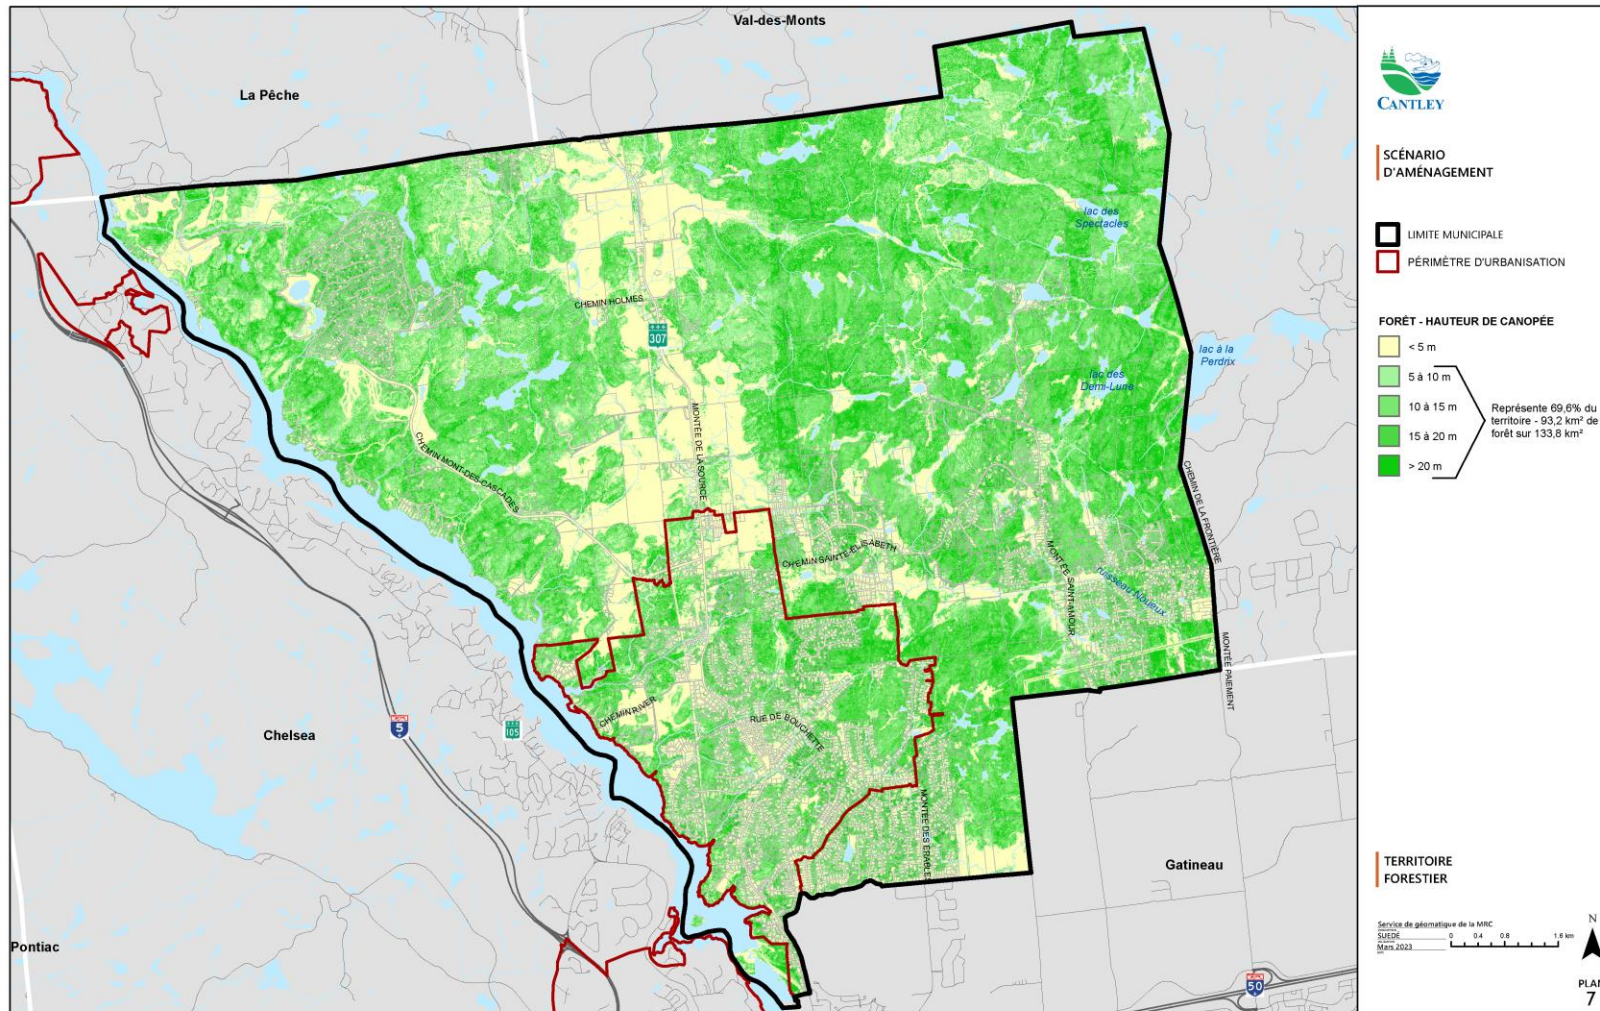 Val-des-Monts
La Pêche
lac des
Spectacles
CHEMIN HOLMES
307
lac à la
Perdrix
lac des
Demi-Lune
MONTÉE DE LA SOURCE
CHEMIN MONT-DES-CASCADES
CHEMIN DE LA FRONTIÈRE
CHEMIN SAINTE-ÉLISABETH
MONTÉE SAINT-AMOUR
ruisseau Noueux
MONTÉE PAIEMENT
CHEMIN RIVER
RUE DE BOUCHETTE
Chelsea
5
105
MONTÉE DES ÉRABLES
Gatineau
Pontiac
50
CANTLEY
SCÉNARIO
D'AMÉNAGEMENT
LIMITE MUNICIPALE
PÉRIMÈTRE D'URBANISATION
FORÊT - HAUTEUR DE CANOPÉE
< 5 m
5 à 10 m
10 à 15 m
15 à 20 m
> 20 m
Représente 69,6% du
territoire - 93,2 km² de
forêt sur 133,8 km²
TERRITOIRE
FORESTIER
Service de géomatique de la MRC
SUEDE
Mars 2023
0 0.4 0.8 1.6 km
N
PLAN
7